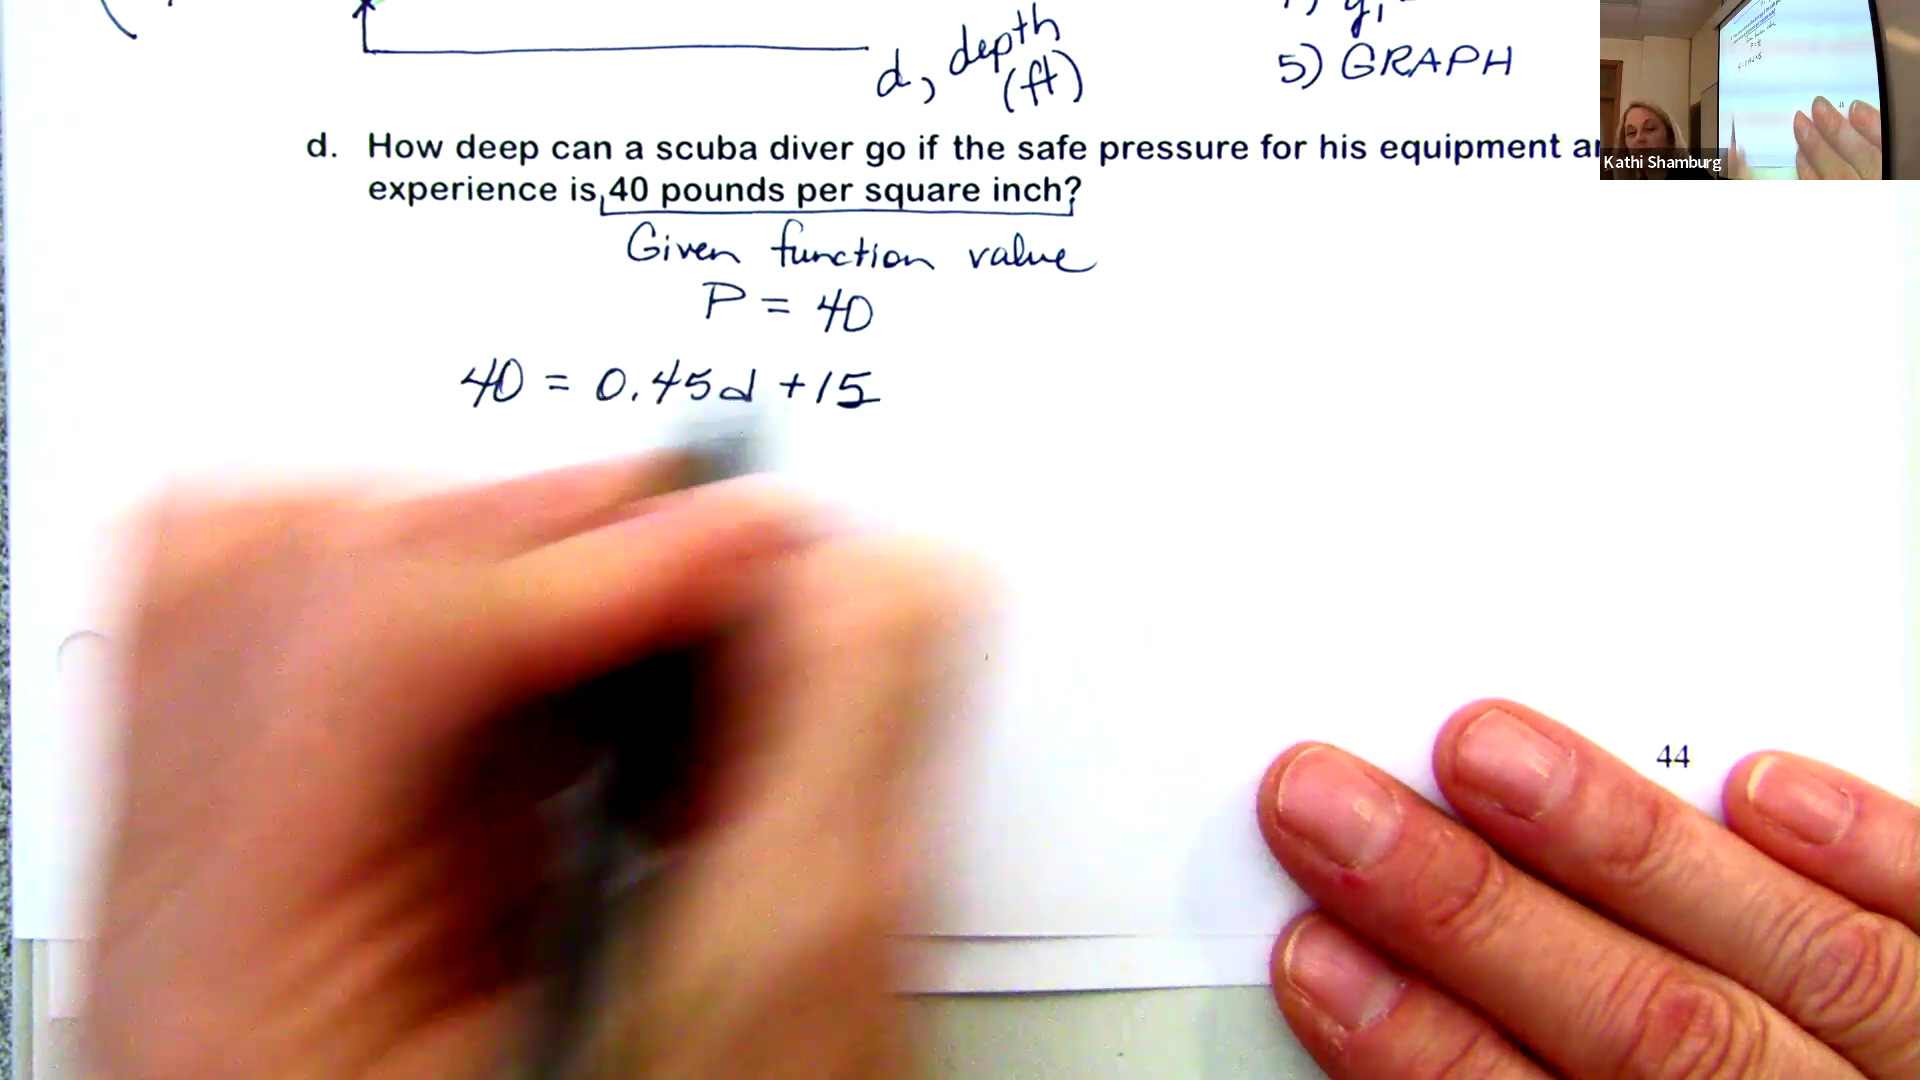 y₁
d, depth
(ft)
5) GRAPH
d. How deep can a scuba diver go if the safe pressure for his equipment
experience is 40 pounds per square inch?
Given function value
P = 40
40 = 0.45d + 15
44
Kathi Shamburg